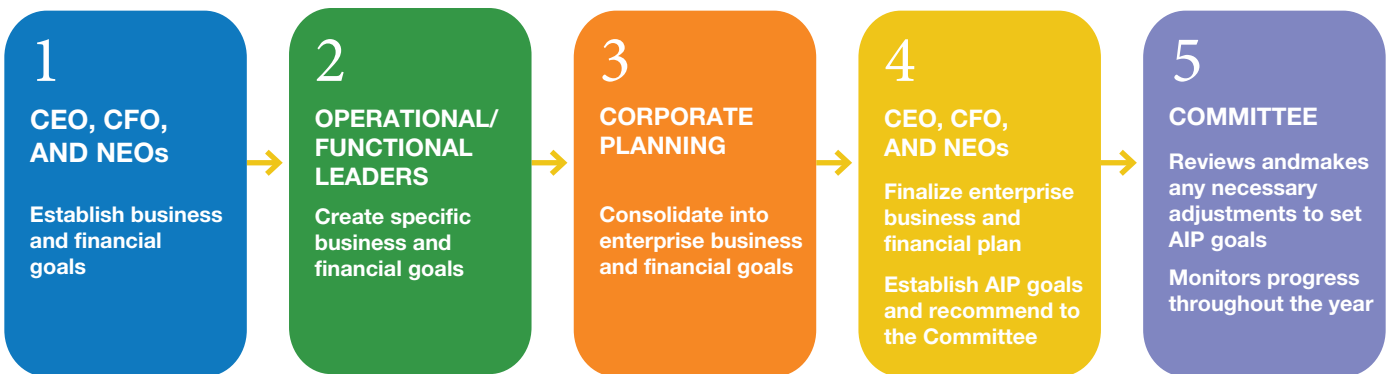 1
CEO, CFO,
AND NEOs
Establish business
and financial
goals
2
OPERATIONAL/
FUNCTIONAL
LEADERS
Create specific
business and
financial goals
3
CORPORATE
PLANNING
Consolidate into
enterprise business
and financial goals
4
CEO, CFO,
AND NEOs
Finalize enterprise
business and
financial plan
Establish AIP goals
and recommend to
the Committee
5
COMMITTEE
Reviews andmakes
any necessary
adjustments to set
AIP goals
Monitors progress
throughout the year